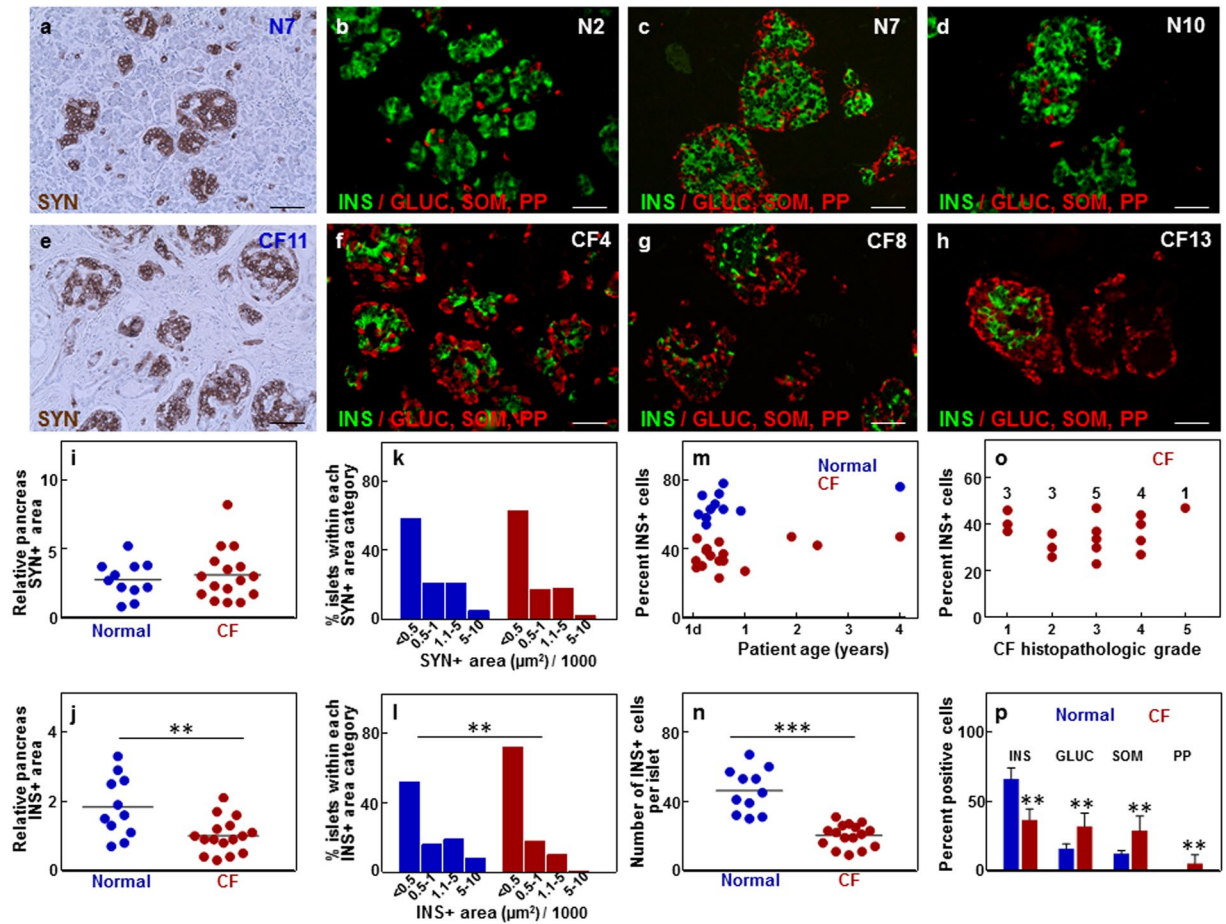 a N7
SYN
b N2
INS / GLUC, SOM, PP
c N7
INS / GLUC, SOM, PP
d N10
INS / GLUC, SOM, PP
e CF11
SYN
f CF4
INS / GLUC, SOM, PP
g CF8
INS / GLUC, SOM, PP
h CF13
INS / GLUC, SOM, PP
i
Relative pancreas
SYN+ area
10
5
0
Normal CF
k
% islets within each
SYN+ area category
80
40
0
<0.5 0.5-1 1.1-5 5-10 <0.5 0.5-1 1.1-5 5-10
SYN+ area (µm²) / 1000
m
Normal
CF
Percent INS+ cells
80
40
0
1d 1 2 3 4
Patient age (years)
o
CF
Percent INS+ cells
60
40
20
0
3 3 5 4 1
1 2 3 4 5
CF histopathologic grade
j
**
Relative pancreas
INS+ area
4
2
0
Normal CF
l
**
% islets within each
INS+ area category
80
40
0
<0.5 0.5-1 1.1-5 5-10 <0.5 0.5-1 1.1-5 5-10
INS+ area (µm²) / 1000
n
***
Number of INS+ cells
per islet
80
40
0
Normal CF
p
Normal CF
Percent positive cells
100
50
0
INS GLUC SOM PP
** ** ** **